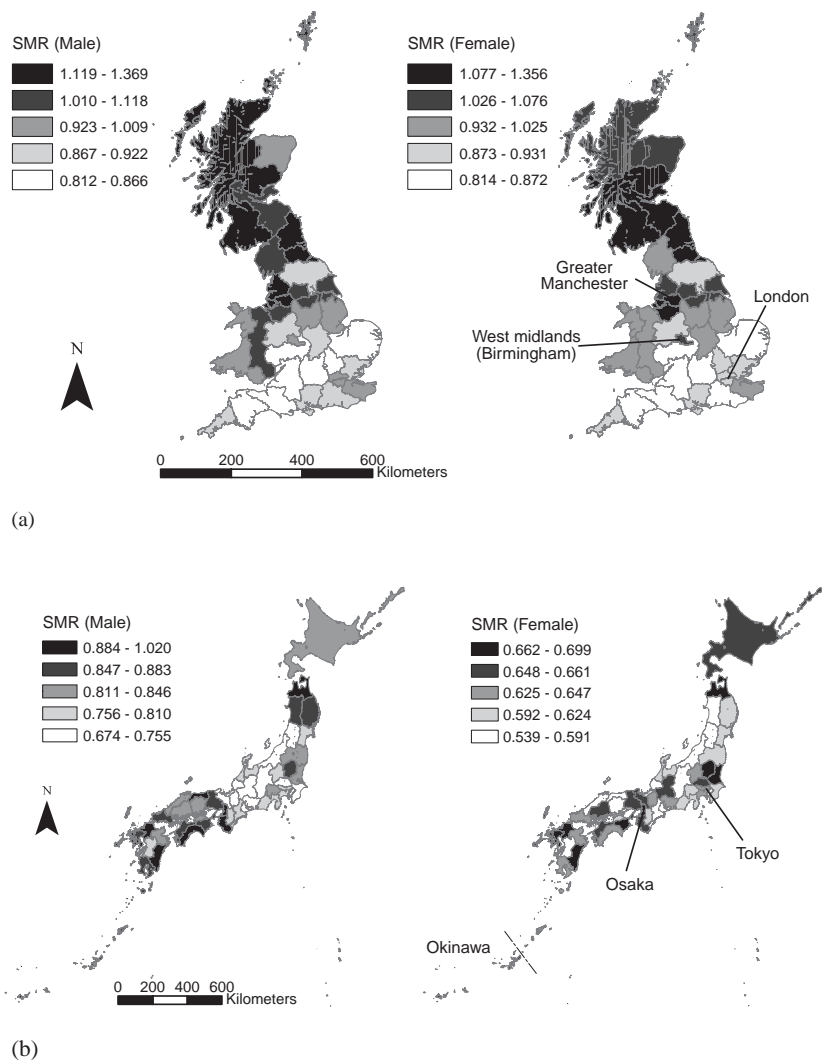 (a)
SMR (Male)
1.119 - 1.369
1.010 - 1.118
0.923 - 1.009
0.867 - 0.922
0.812 - 0.866
SMR (Female)
1.077 - 1.356
1.026 - 1.076
0.932 - 1.025
0.873 - 0.931
0.814 - 0.872
Greater
Manchester
London
West midlands
(Birmingham)
N
0 200 400 600
Kilometers
(a)
SMR (Male)
0.884 - 1.020
0.847 - 0.883
0.811 - 0.846
0.756 - 0.810
0.674 - 0.755
SMR (Female)
0.662 - 0.699
0.648 - 0.661
0.625 - 0.647
0.592 - 0.624
0.539 - 0.591
N
Tokyo
Osaka
Okinawa
0 200 400 600
Kilometers
(b)